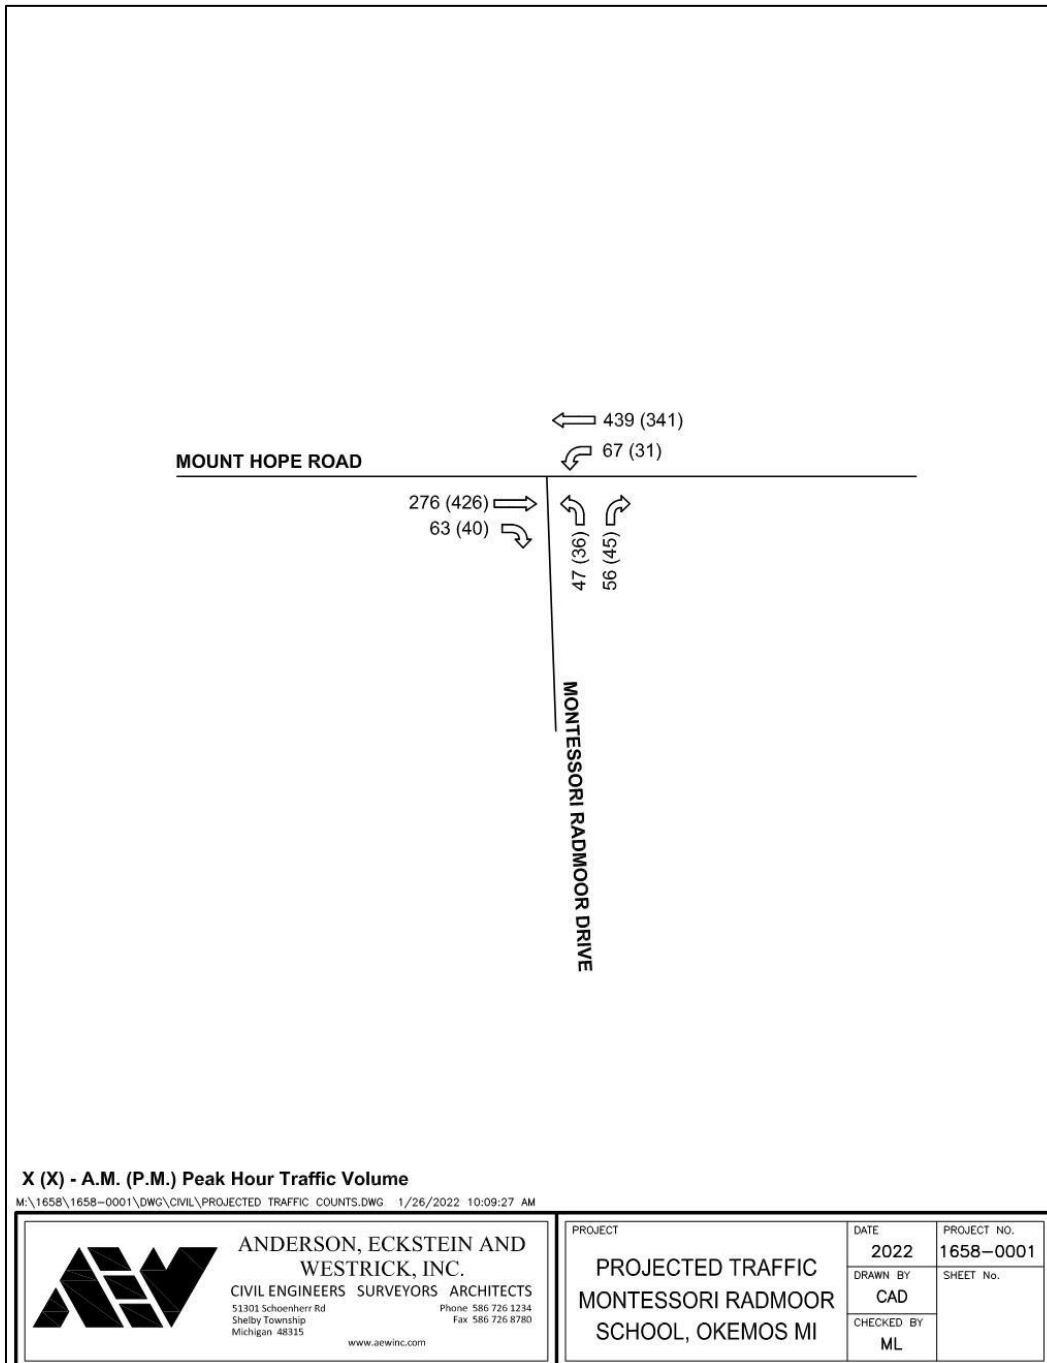 439 (341)
67 (31)
MOUNT HOPE ROAD
276 (426)
63 (40)
47 (36)
56 (45)
MONTESSORI RADMOOR DRIVE
X (X) - A.M. (P.M.) Peak Hour Traffic Volume
M:\1658\1658-0001\DWG\CIVIL\PROJECTED TRAFFIC COUNTS.DWG 1/26/2022 10:09:27 AM
AEW
ANDERSON, ECKSTEIN AND
WESTRICK, INC.
CIVIL ENGINEERS SURVEYORS ARCHITECTS
51301 Schoenherr Rd
Shelby Township
Michigan 48315
Phone 586 726 1234
Fax 586 726 8780
www.aewinc.com
PROJECT
PROJECTED TRAFFIC
MONTESSORI RADMOOR
SCHOOL, OKEMOS MI
DATE
2022
PROJECT NO.
1658-0001
DRAWN BY
CAD
SHEET No.
CHECKED BY
ML